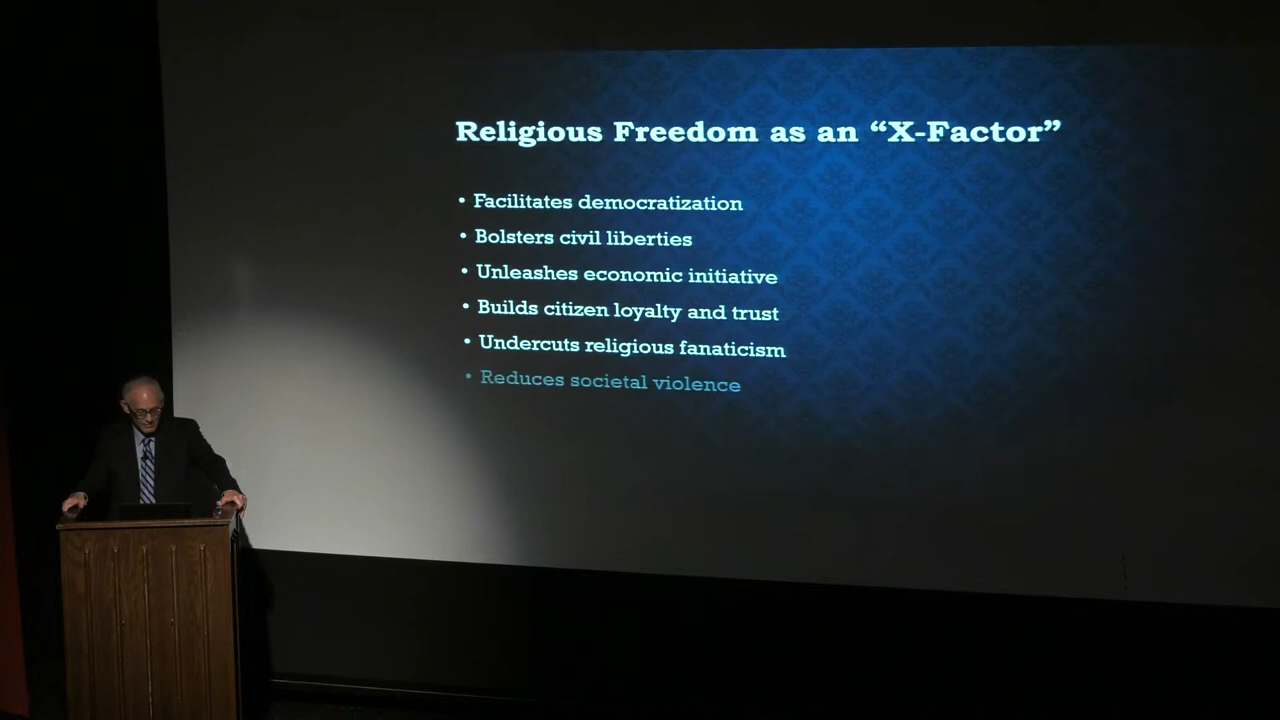 Religious Freedom as an “X-Factor”
• Facilitates democratization
• Bolsters civil liberties
• Unleashes economic initiative
• Builds citizen loyalty and trust
• Undercuts religious fanaticism
• Reduces societal violence